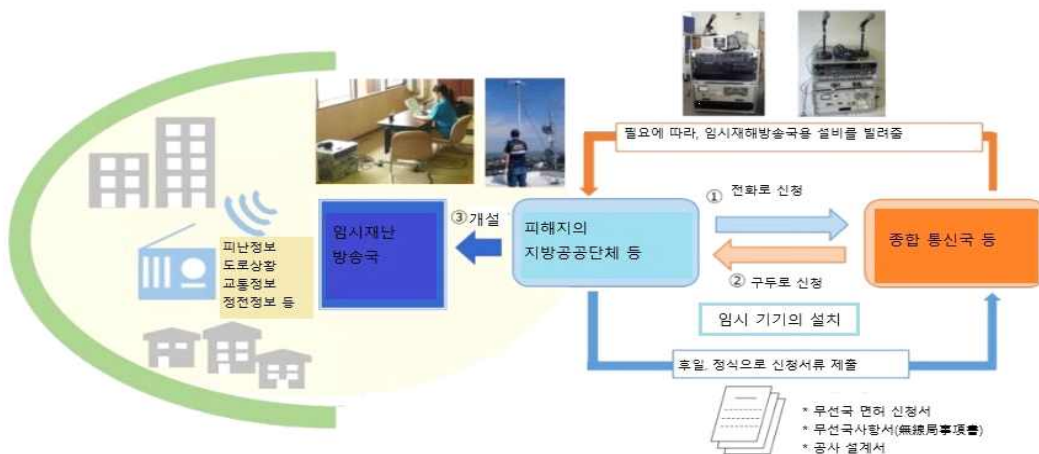 필요에 따라, 임시재해방송국용 설비를 빌려줌
① 전화로 신청
③개설
임시재난
방송국
피해지의
지방공공단체 등
종합 통신국 등
피난정보
도로상황
교통정보
정전정보 등
② 구두로 신청
임시 기기의 설치
후일. 정식으로 신청서류 제출
* 무선국 면허 신청서
* 무선국사항서(無線局事項書)
* 공사 설계서